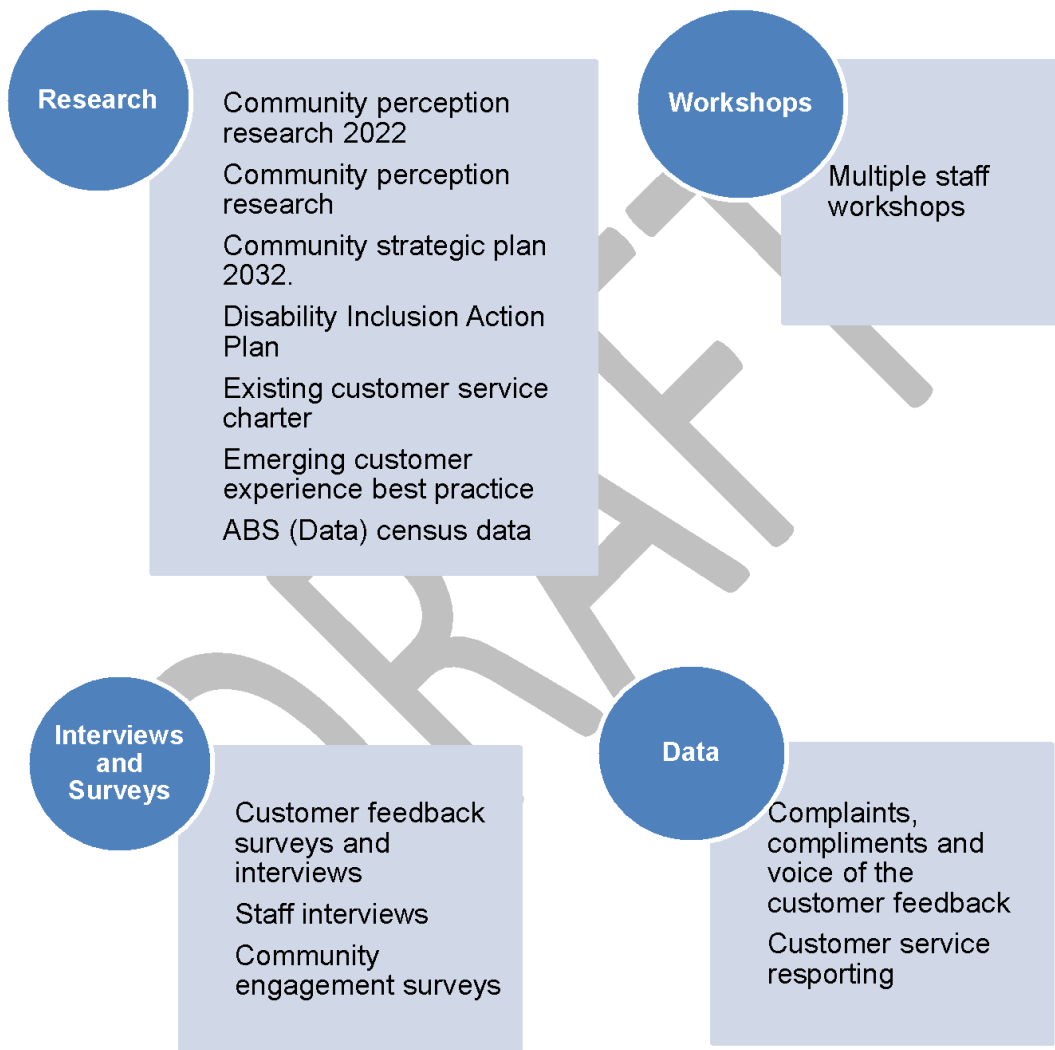 Research
Community perception
research 2022
Community perception
research
Community strategic plan
2032.
Disability Inclusion Action
Plan
Existing customer service
charter
Emerging customer
experience best practice
ABS (Data) census data
Workshops
Multiple staff
workshops
Interviews
and
Surveys
Customer feedback
surveys and
interviews
Staff interviews
Community
engagement surveys
Data
Complaints,
compliments and
voice of the
customer feedback
Customer service
resporting
DRAFT